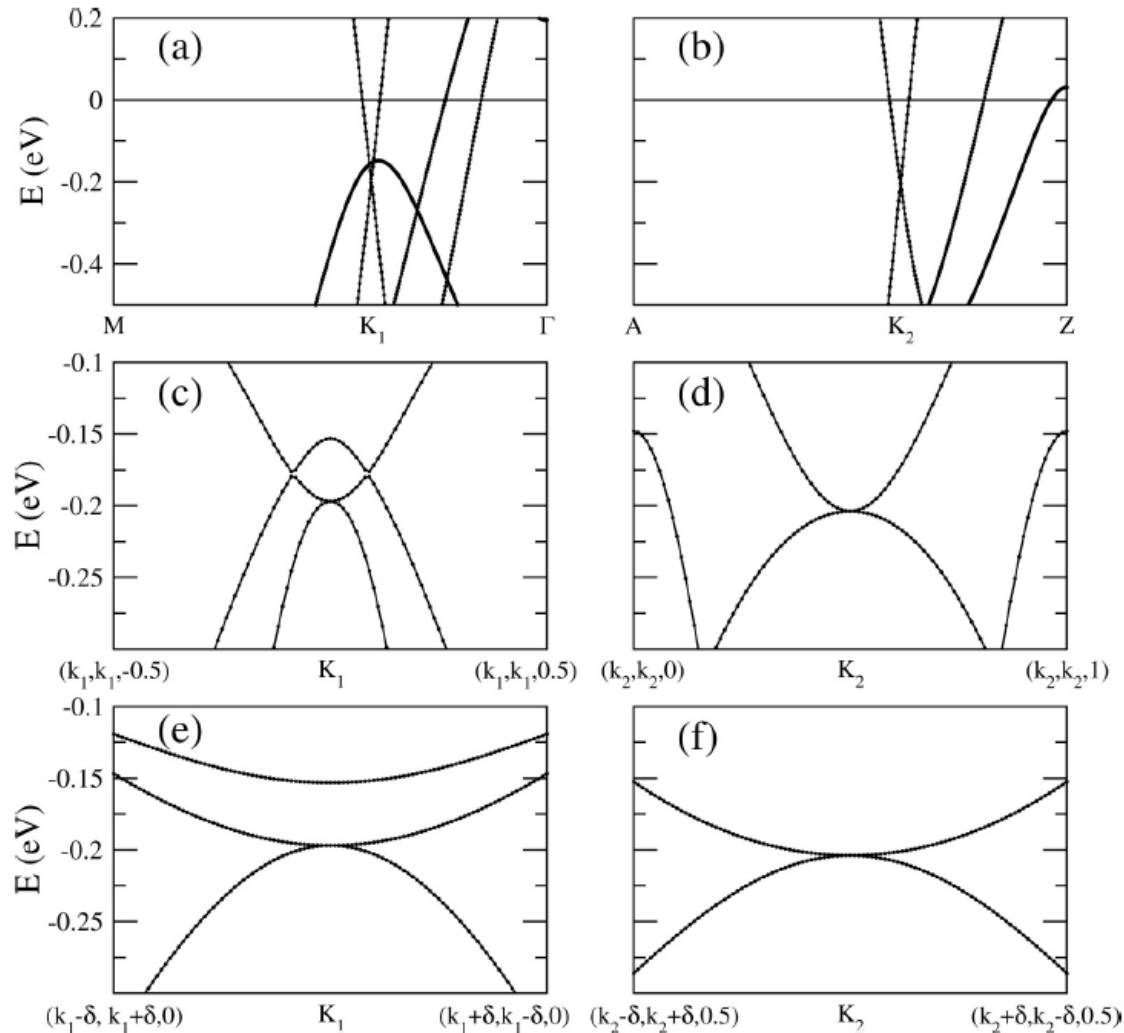 0.2
(a)
(b)
0
-0.2
-0.4
E (eV)
M
K1
Γ
A
K2
Z
-0.1
(c)
(d)
-0.15
-0.2
-0.25
E (eV)
(k1,k1,-0.5)
K1
(k1,k1,0.5)
(k2,k2,0)
K2
(k2,k2,1)
-0.1
(e)
(f)
-0.15
-0.2
-0.25
E (eV)
(k1-δ, k1+δ,0)
K1
(k1+δ,k1-δ,0)
(k2-δ,k2+δ,0.5)
K2
(k2+δ,k2-δ,0.5)